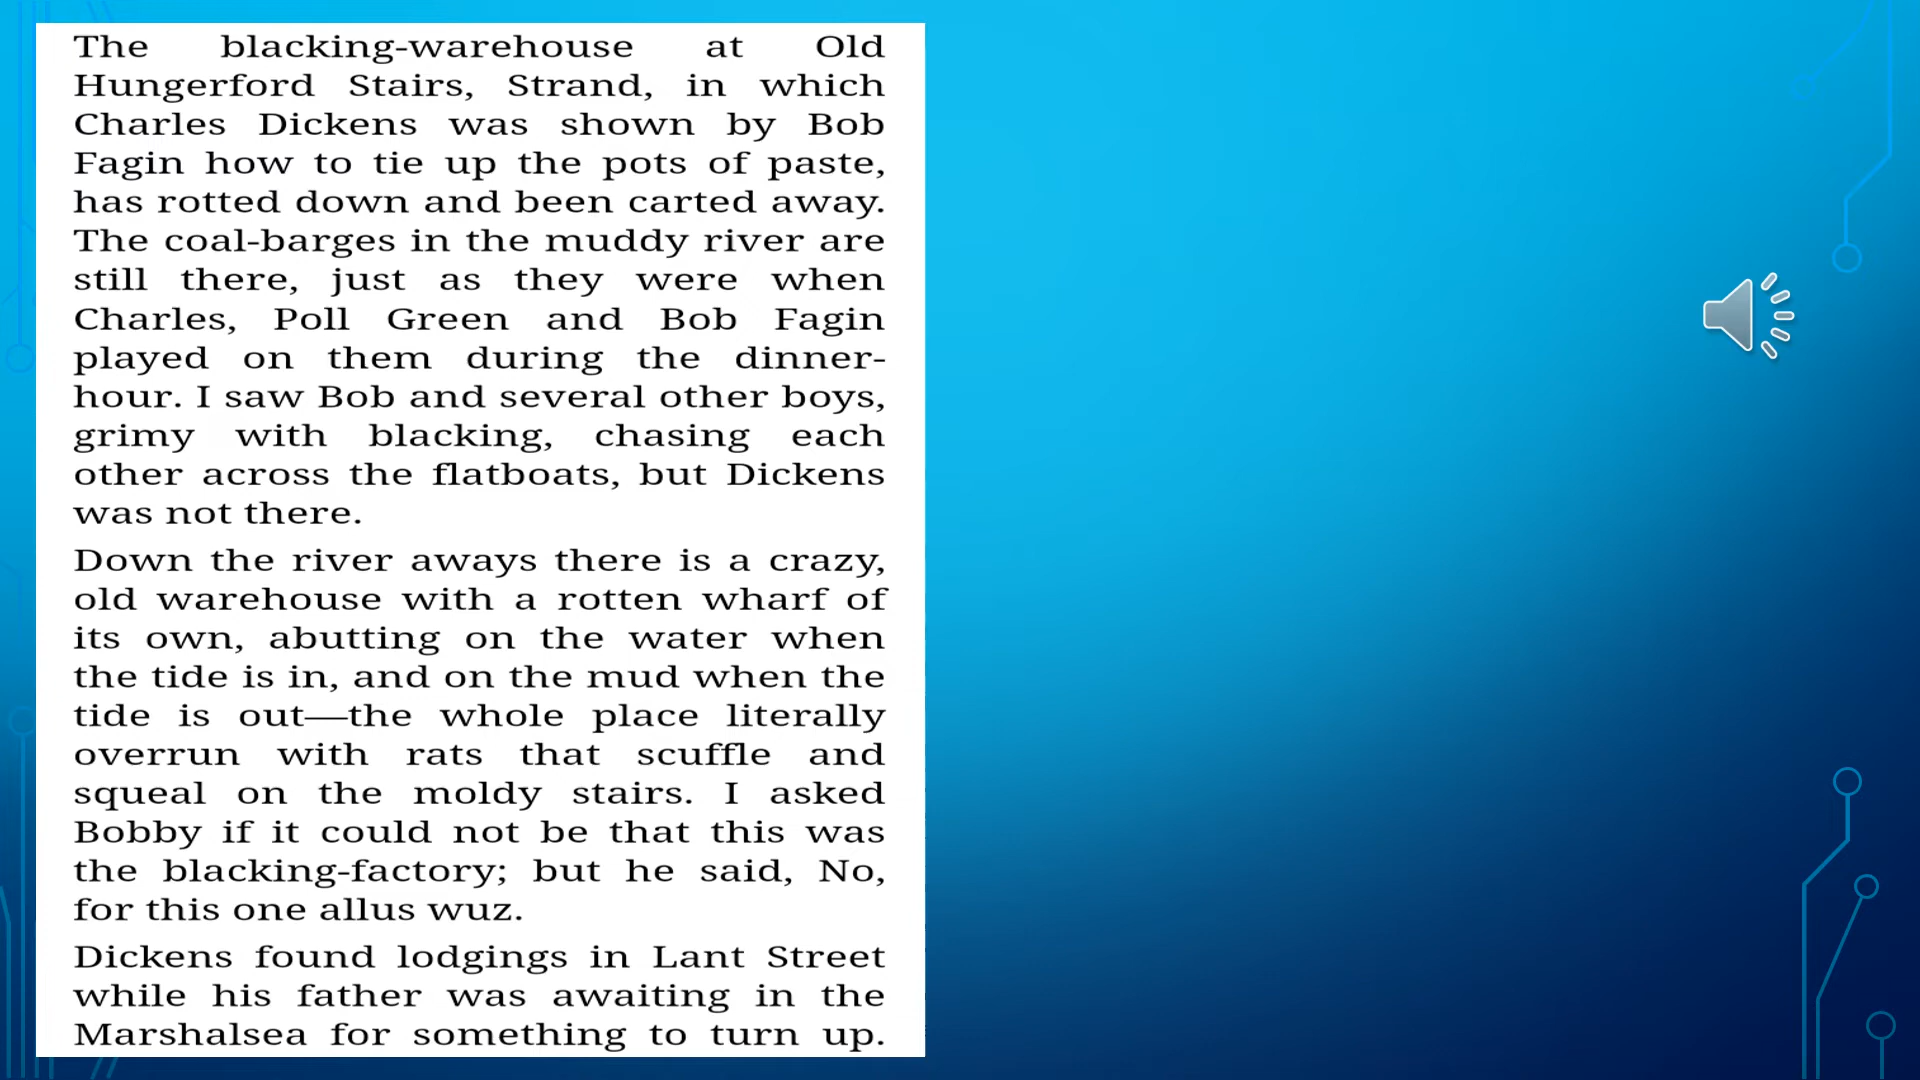 The blacking-warehouse at Old
Hungerford Stairs, Strand, in which
Charles Dickens was shown by Bob
Fagin how to tie up the pots of paste,
has rotted down and been carted away.
The coal-barges in the muddy river are
still there, just as they were when
Charles, Poll Green and Bob Fagin
played on them during the dinner-
hour. I saw Bob and several other boys,
grimy with blacking, chasing each
other across the flatboats, but Dickens
was not there.
Down the river aways there is a crazy,
old warehouse with a rotten wharf of
its own, abutting on the water when
the tide is in, and on the mud when the
tide is out—the whole place literally
overrun with rats that scuffle and
squeal on the moldy stairs. I asked
Bobby if it could not be that this was
the blacking-factory; but he said, No,
for this one allus wuz.
Dickens found lodgings in Lant Street
while his father was awaiting in the
Marshalsea for something to turn up.